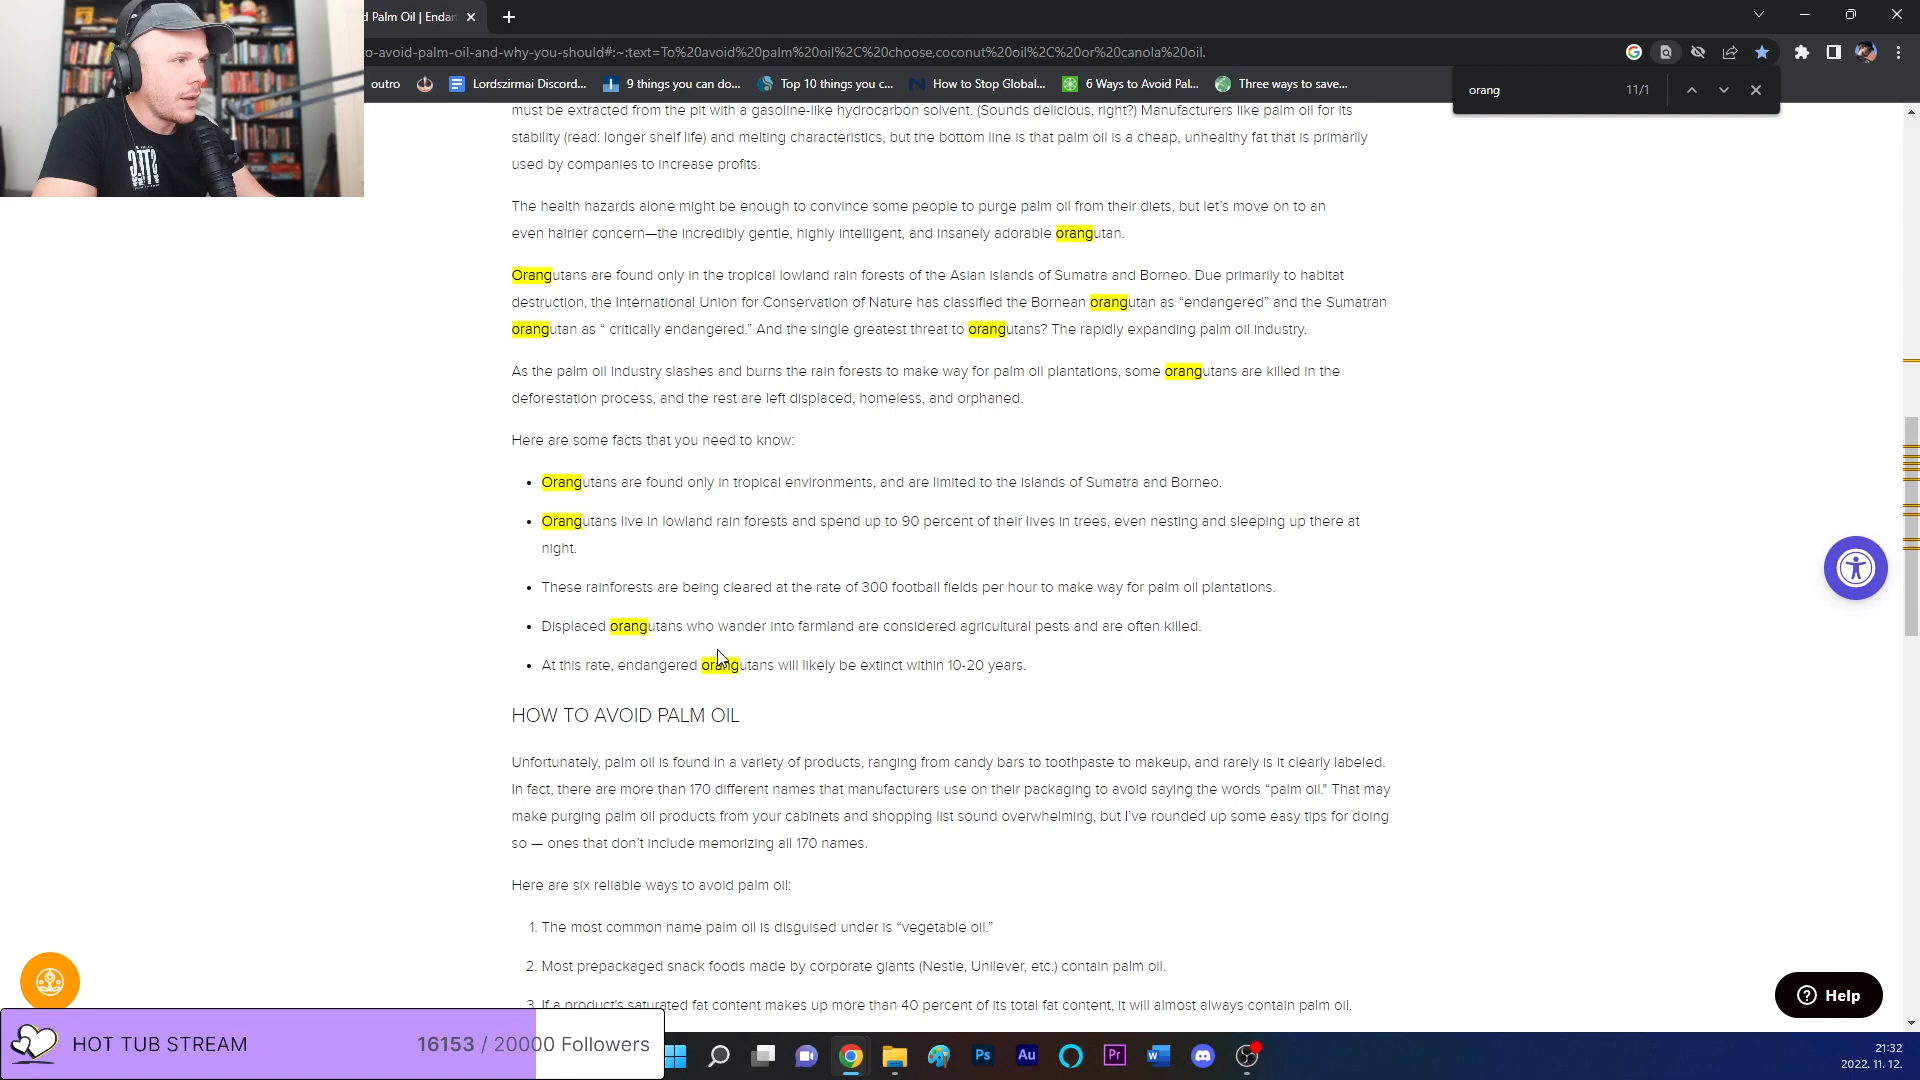 d Palm Oil | Endan
o-avoid-palm-oil-and-why-you-should#:~:text=To%20avoid%20palm%20oil%2C%20choose,coconut%20oil%2C%20or%20canola%20oil.
outro
Lordszirmai Discord...
9 things you can do...
Top 10 things you c...
How to Stop Global...
6 Ways to Avoid Pal...
Three ways to save...
orang
11/1
must be extracted from the pit with a gasoline-like hydrocarbon solvent. (Sounds delicious, right?) Manufacturers like palm oil for its
stability (read: longer shelf life) and melting characteristics, but the bottom line is that palm oil is a cheap, unhealthy fat that is primarily
used by companies to increase profits.
The health hazards alone might be enough to convince some people to purge palm oil from their diets, but let's move on to an
even hairier concern—the incredibly gentle, highly intelligent, and insanely adorable orangutan.
Orangutans are found only in the tropical lowland rain forests of the Asian islands of Sumatra and Borneo. Due primarily to habitat
destruction, the International Union for Conservation of Nature has classified the Bornean orangutan as “endangered” and the Sumatran
orangutan as “ critically endangered.” And the single greatest threat to orangutans? The rapidly expanding palm oil industry.
As the palm oil industry slashes and burns the rain forests to make way for palm oil plantations, some orangutans are killed in the
deforestation process, and the rest are left displaced, homeless, and orphaned.
Here are some facts that you need to know:
• Orangutans are found only in tropical environments, and are limited to the islands of Sumatra and Borneo.
• Orangutans live in lowland rain forests and spend up to 90 percent of their lives in trees, even nesting and sleeping up there at
night.
• These rainforests are being cleared at the rate of 300 football fields per hour to make way for palm oil plantations.
• Displaced orangutans who wander into farmland are considered agricultural pests and are often killed.
• At this rate, endangered orangutans will likely be extinct within 10-20 years.
HOW TO AVOID PALM OIL
Unfortunately, palm oil is found in a variety of products, ranging from candy bars to toothpaste to makeup, and rarely is it clearly labeled.
In fact, there are more than 170 different names that manufacturers use on their packaging to avoid saying the words “palm oil.” That may
make purging palm oil products from your cabinets and shopping list sound overwhelming, but I've rounded up some easy tips for doing
so — ones that don't include memorizing all 170 names.
Here are six reliable ways to avoid palm oil:
1. The most common name palm oil is disguised under is “vegetable oil.”
2. Most prepackaged snack foods made by corporate giants (Nestle, Unilever, etc.) contain palm oil.
3. If a product's saturated fat content makes up more than 40 percent of its total fat content, it will almost always contain palm oil.
Help
HOT TUB STREAM
16153 / 20000 Followers
Ps
Au
Pr
W
21:32
2022. 11. 12.